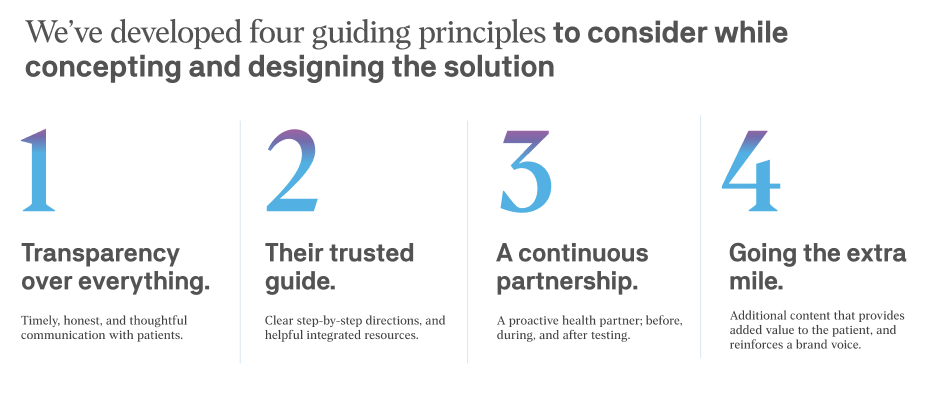 We’ve developed four guiding principles to consider while
concepting and designing the solution
1
Transparency
over everything.
Timely, honest, and thoughtful
communication with patients.
2
Their trusted
guide.
Clear step-by-step directions, and
helpful integrated resources.
3
A continuous
partnership.
A proactive health partner; before,
during, and after testing.
4
Going the extra
mile.
Additional content that provides
added value to the patient, and
reinforces a brand voice.